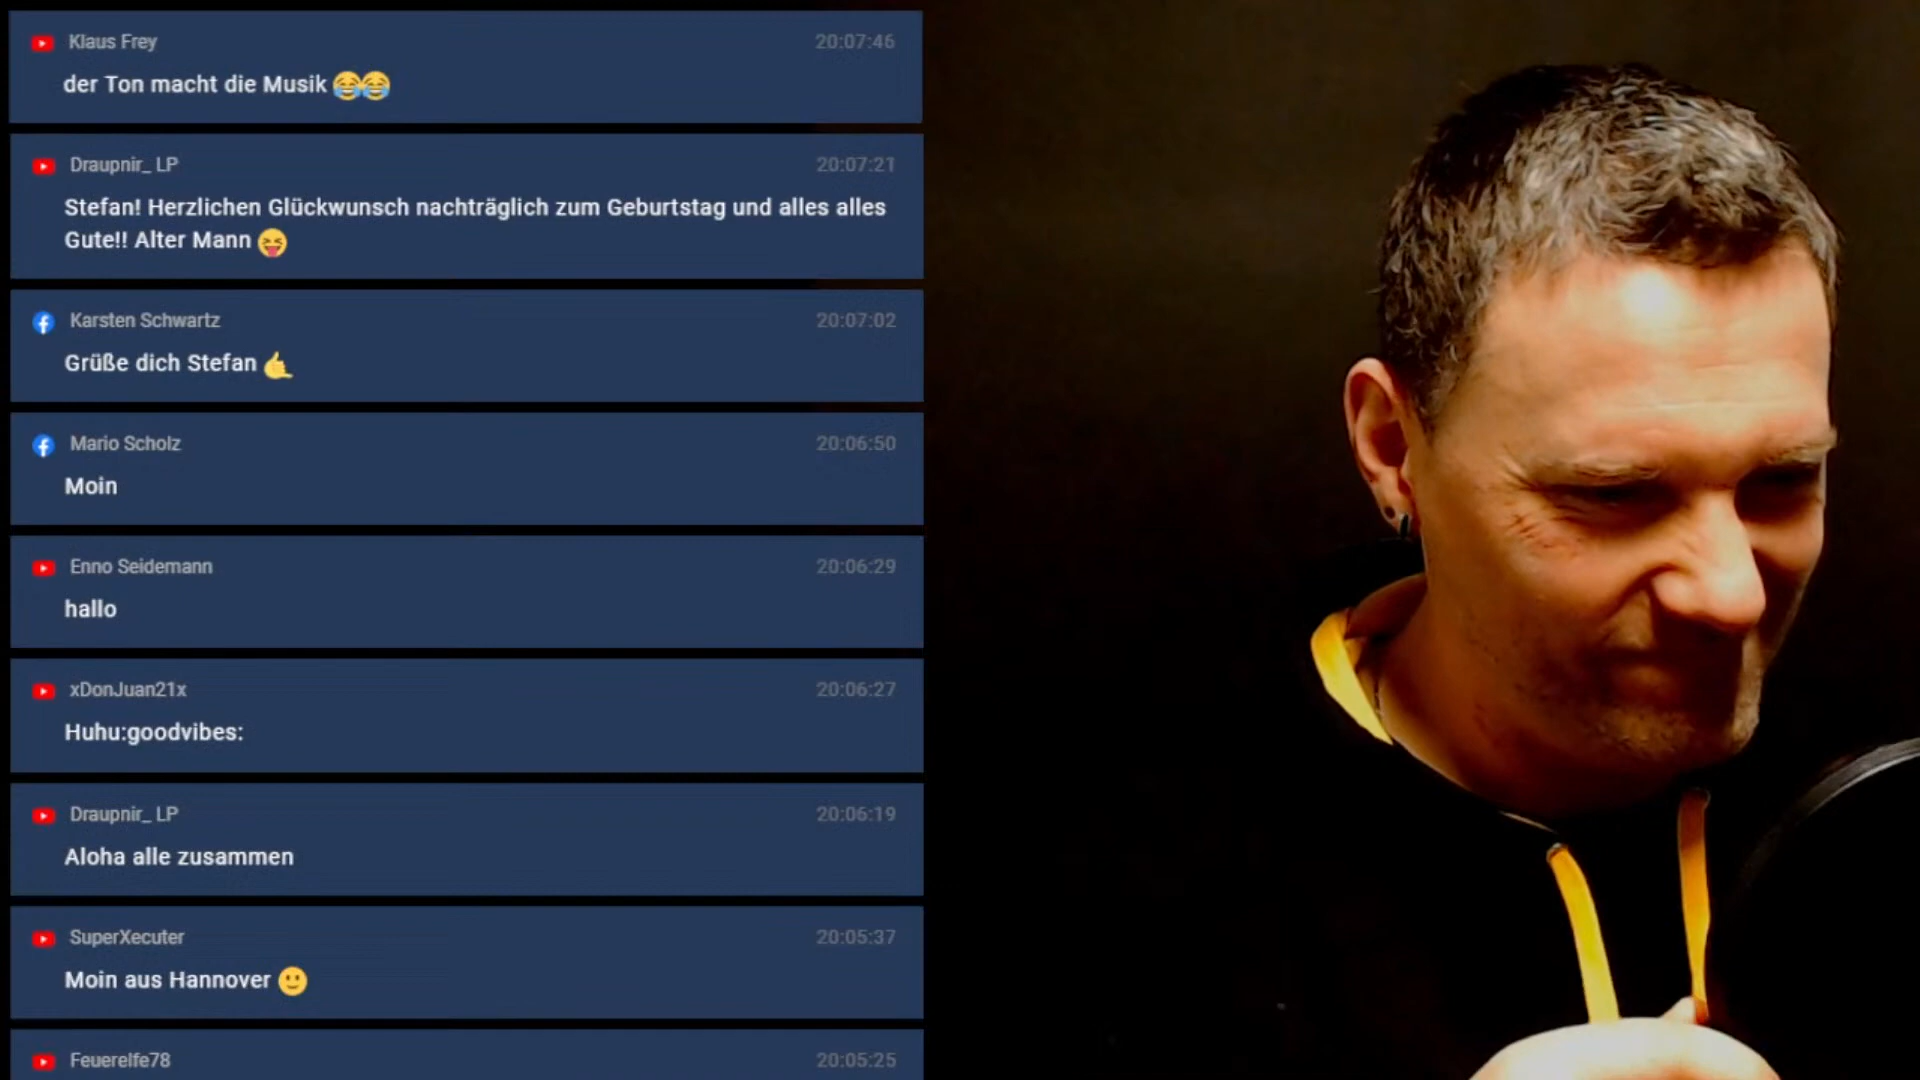 Klaus Frey 20:07:46
der Ton macht die Musik 😂😂
Draupnir_ LP 20:07:21
Stefan! Herzlichen Glückwunsch nachträglich zum Geburtstag und alles alles
Gute!! Alter Mann 😝
Karsten Schwartz 20:07:02
Grüße dich Stefan 🤙
Mario Scholz 20:06:50
Moin
Enno Seidemann 20:06:29
hallo
xDonJuan21x 20:06:27
Huhu:goodvibes:
Draupnir_ LP 20:06:19
Aloha alle zusammen
SuperXecuter 20:05:37
Moin aus Hannover 🙂
Feuerelfe78 20:05:25